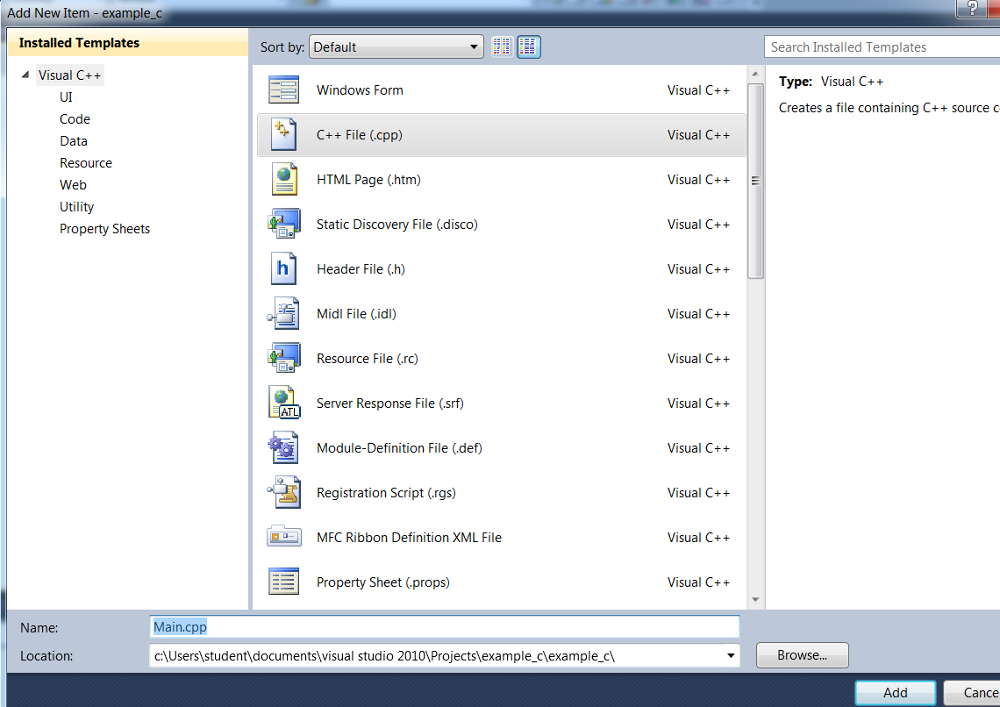 Add New Item - example_c
Installed Templates
Visual C++
UI
Code
Data
Resource
Web
Utility
Property Sheets
Sort by: Default
Windows Form Visual C++
C++ File (.cpp) Visual C++
HTML Page (.htm) Visual C++
Static Discovery File (.disco) Visual C++
Header File (.h) Visual C++
h
Midl File (.idl) Visual C++
Resource File (.rc) Visual C++
Server Response File (.srf) Visual C++
ATL
Module-Definition File (.def) Visual C++
Registration Script (.rgs) Visual C++
MFC Ribbon Definition XML File Visual C++
Property Sheet (.props) Visual C++
Search Installed Templates
Type: Visual C++
Creates a file containing C++ source c
Name: Main.cpp
Location: c:\Users\student\documents\visual studio 2010\Projects\example_c\example_c\
Browse...
Add
Cance